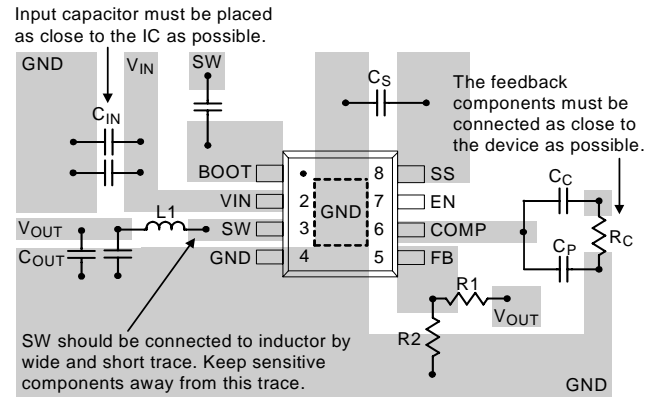 Input capacitor must be placed
as close to the IC as possible.
GND
VIN
SW
CS
CIN
The feedback
components must be
connected as close to
the device as possible.
BOOT
8
SS
VIN
2
GND
7
EN
CC
L1
VOUT
SW
3
6
COMP
RC
COUT
GND
4
5
FB
CP
R1
VOUT
R2
SW should be connected to inductor by
wide and short trace. Keep sensitive
components away from this trace.
GND